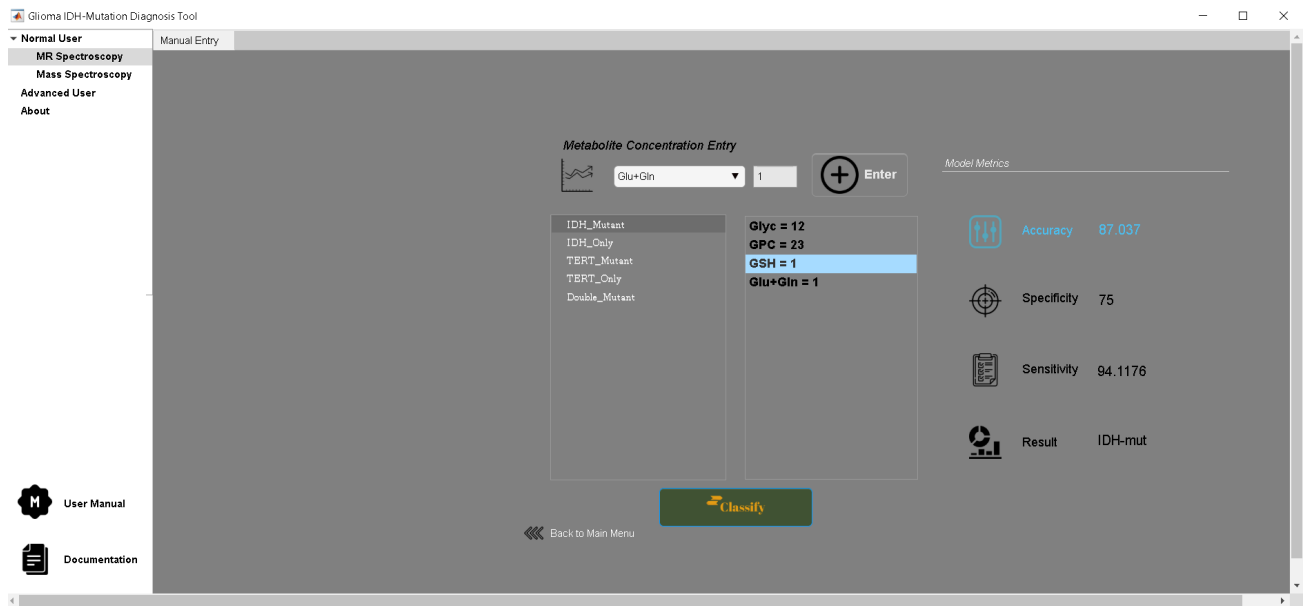 Glioma IDH-Mutation Diagnosis Tool
Normal User
MR Spectroscopy
Mass Spectroscopy
Advanced User
About
User Manual
M
Documentation
Manual Entry
Metabolite Concentration Entry
Glu+Gln
1
Enter
IDH_Mutant
IDH_Only
TERT_Mutant
TERT_Only
Double_Mutant
Glyc = 12
GPC = 23
GSH = 1
Glu+Gln = 1
Classify
Back to Main Menu
Model Metrics
Accuracy 87.037
Specificity 75
Sensitivity 94.1176
Result IDH-mut